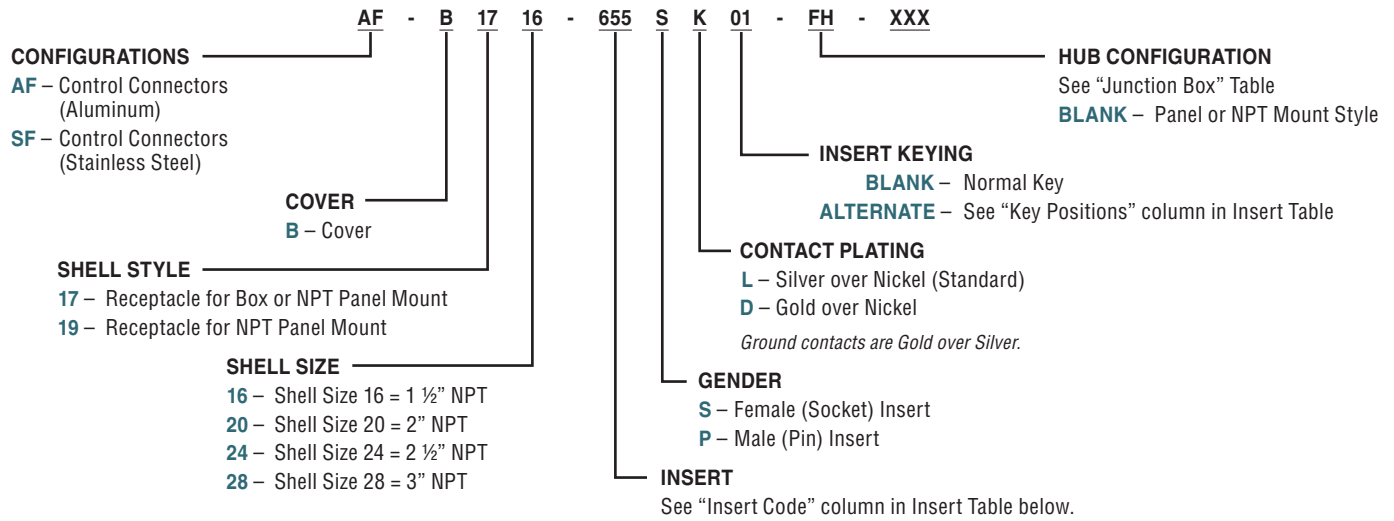 AF - B 17 16 - 655 S K 01 - FH - XXX
CONFIGURATIONS
AF – Control Connectors
(Aluminum)
SF – Control Connectors
(Stainless Steel)
COVER
B – Cover
SHELL STYLE
17 – Receptacle for Box or NPT Panel Mount
19 – Receptacle for NPT Panel Mount
SHELL SIZE
16 – Shell Size 16 = 1 ½” NPT
20 – Shell Size 20 = 2” NPT
24 – Shell Size 24 = 2 ½” NPT
28 – Shell Size 28 = 3” NPT
HUB CONFIGURATION
See “Junction Box” Table
BLANK – Panel or NPT Mount Style
INSERT KEYING
BLANK – Normal Key
ALTERNATE – See “Key Positions” column in Insert Table
CONTACT PLATING
L – Silver over Nickel (Standard)
D – Gold over Nickel
Ground contacts are Gold over Silver.
GENDER
S – Female (Socket) Insert
P – Male (Pin) Insert
INSERT
See “Insert Code” column in Insert Table below.